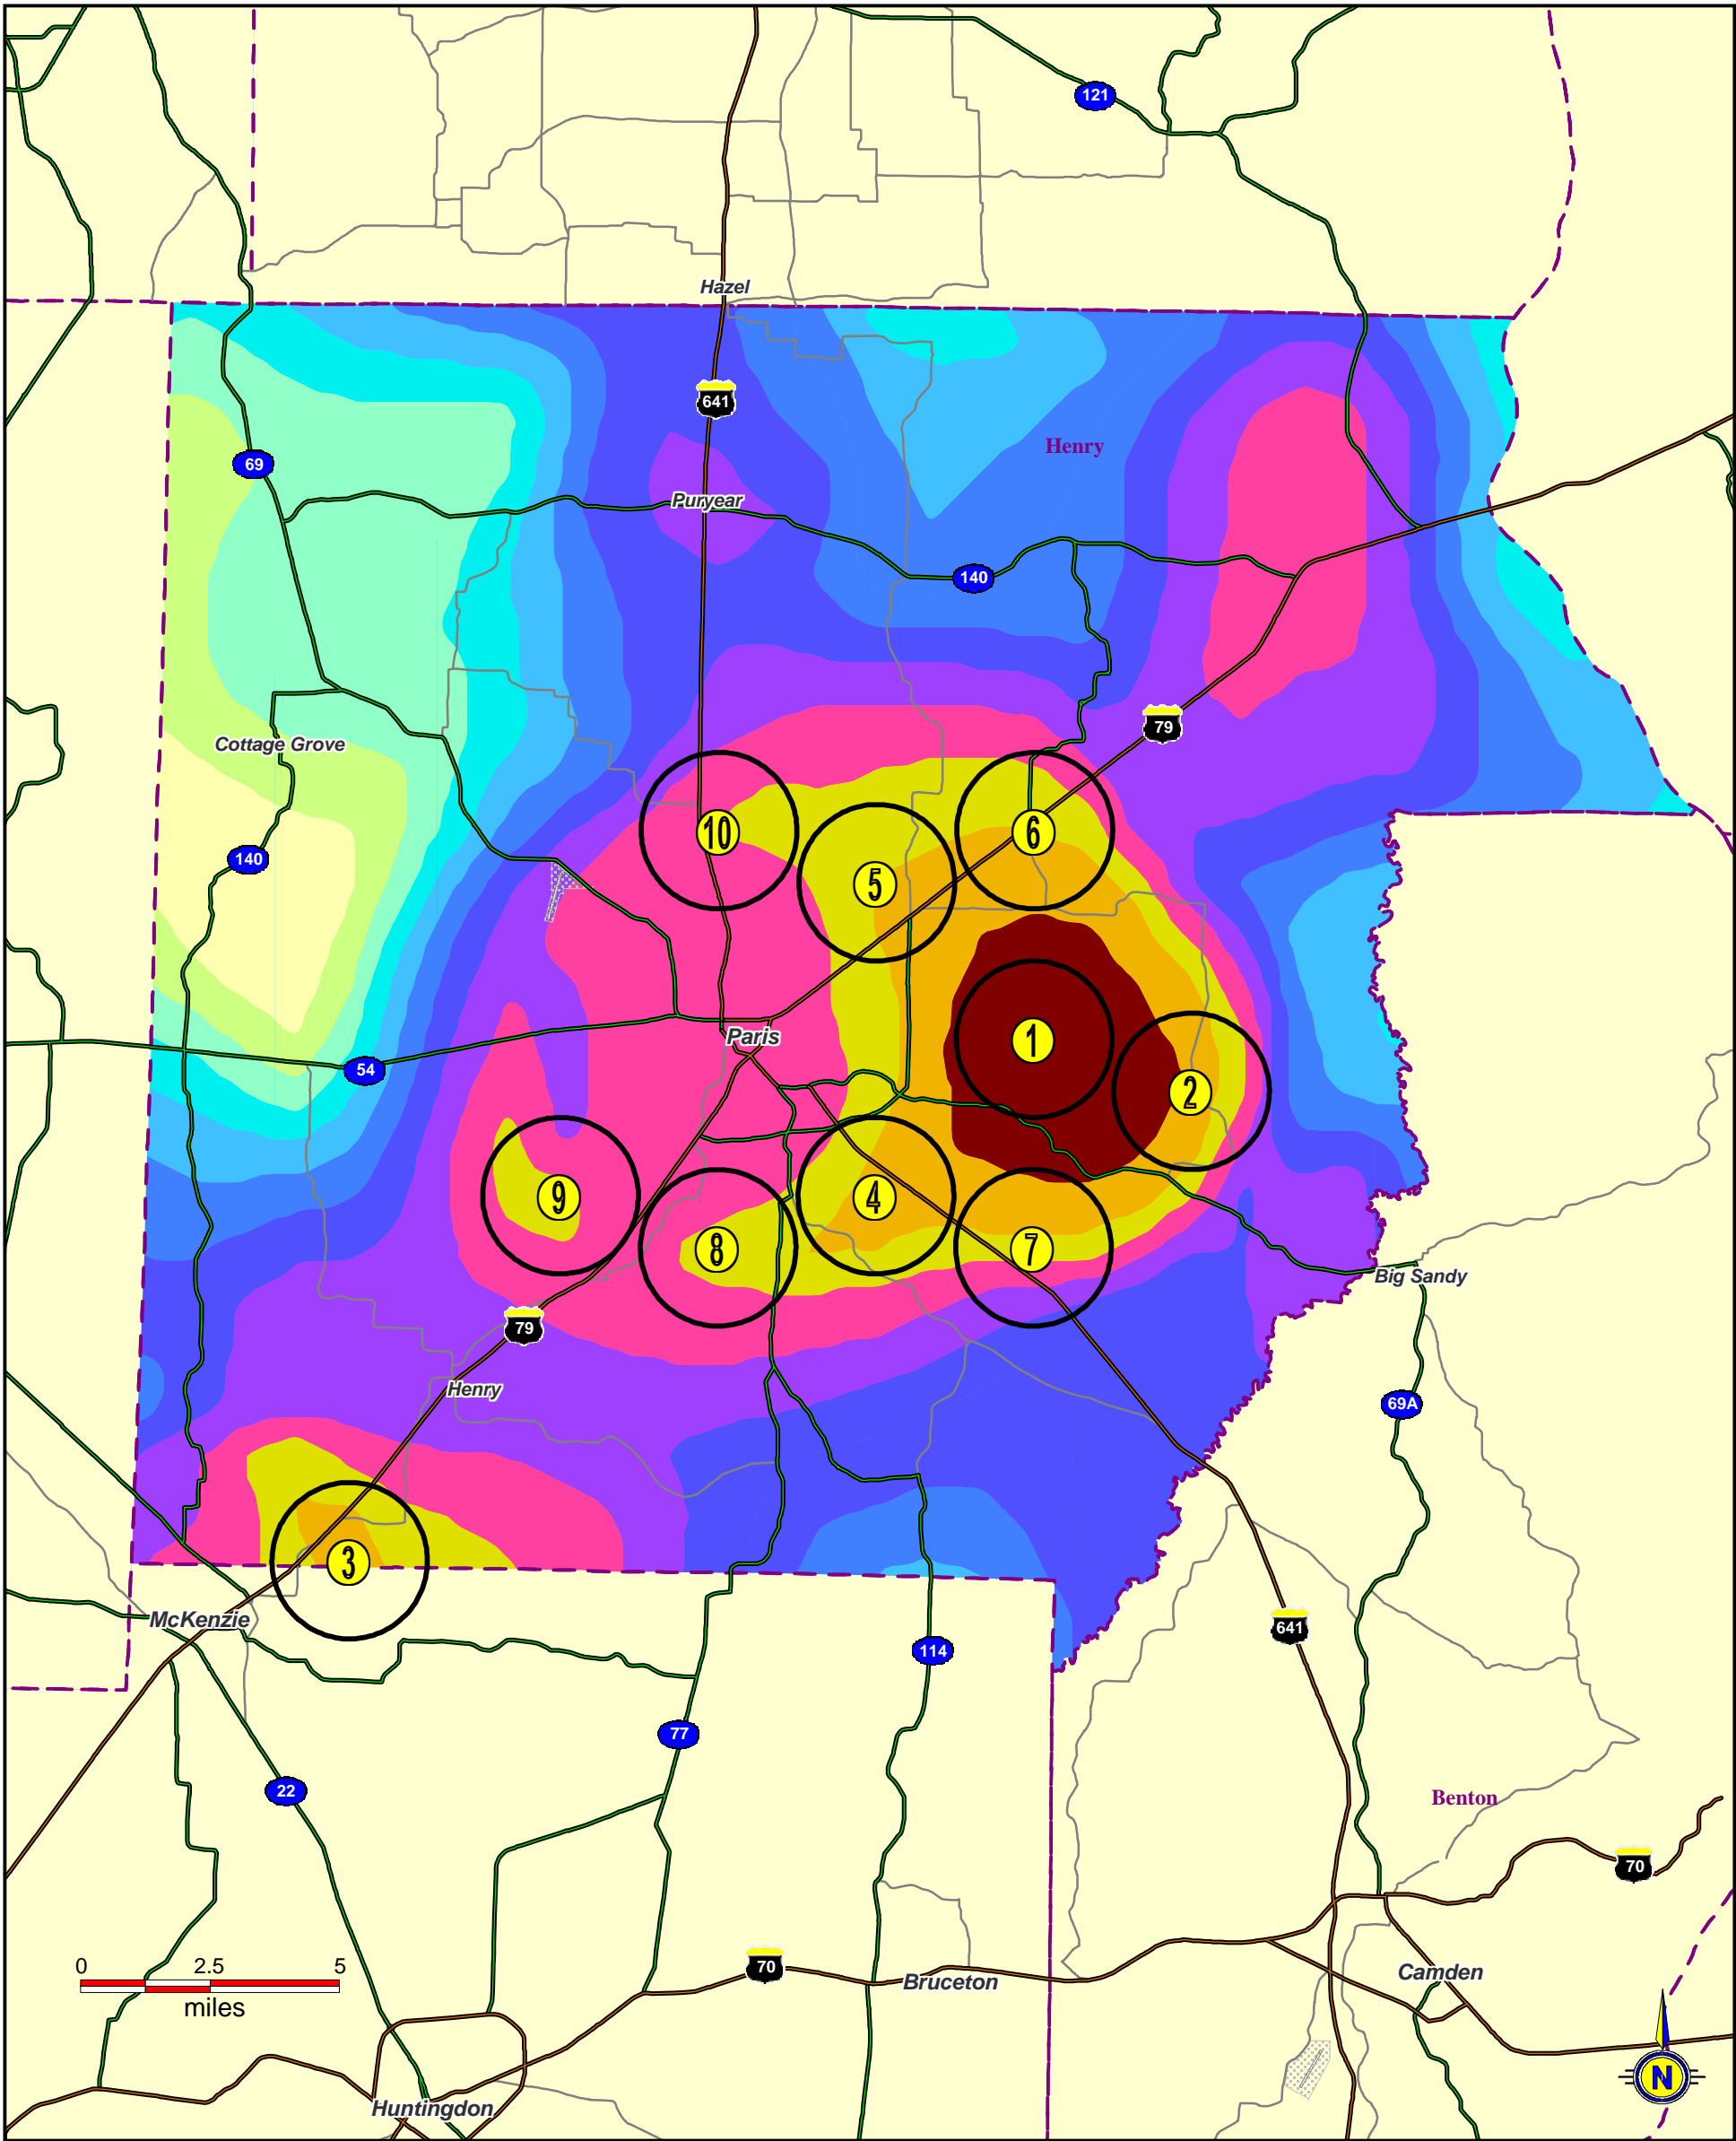 121
Hazel
641
Henry
69
Puryear
140
79
Cottage Grove
10
6
140
5
Paris
1
54
2
9
4
8
7
Big Sandy
79
Henry
69A
3
McKenzie
641
114
77
22
Benton
70
0 2.5 5
miles
70
Bruceton
Camden
N
Huntingdon